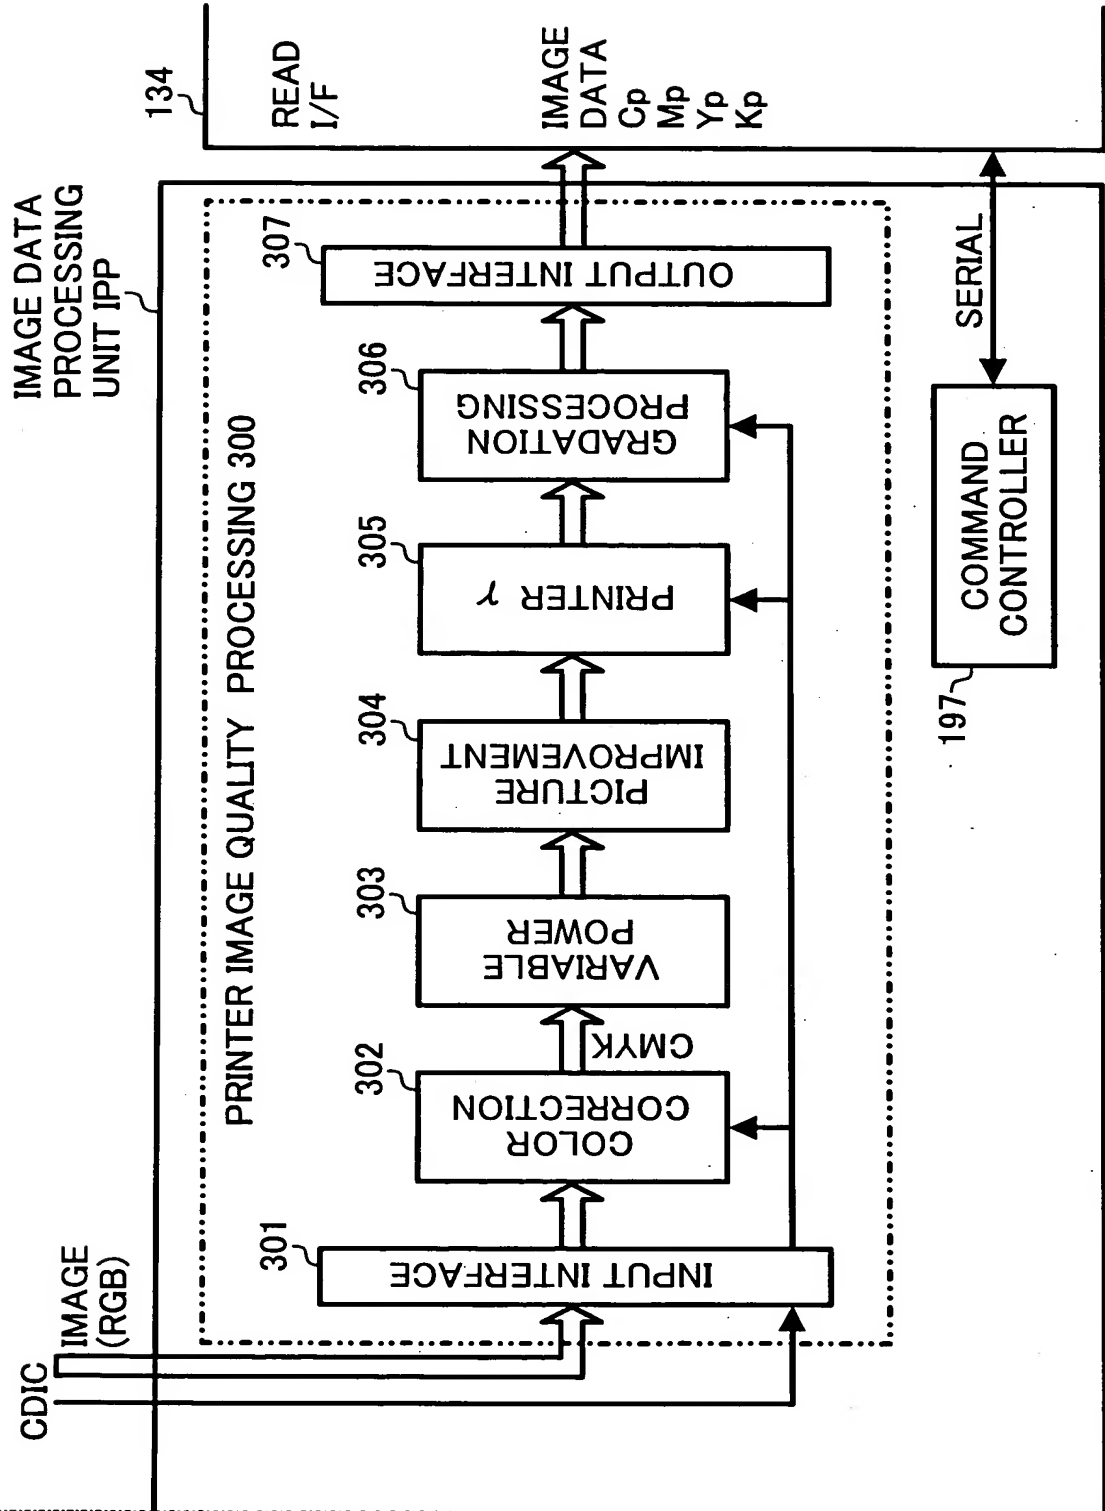 IMAGE DATA
PROCESSING
UNIT IPP
134
READ
I/F
IMAGE
DATA
Cp
Mp
Yp
Kp
PRINTER IMAGE QUALITY PROCESSING 300
CDIC
IMAGE
(RGB)
301
INPUT INTERFACE
302
COLOR
CORRECTION
CMYK
303
VARIABLE
POWER
304
PICTURE
IMPROVEMENT
305
PRINTER γ
306
GRADATION
PROCESSING
307
OUTPUT INTERFACE
197
COMMAND
CONTROLLER
SERIAL